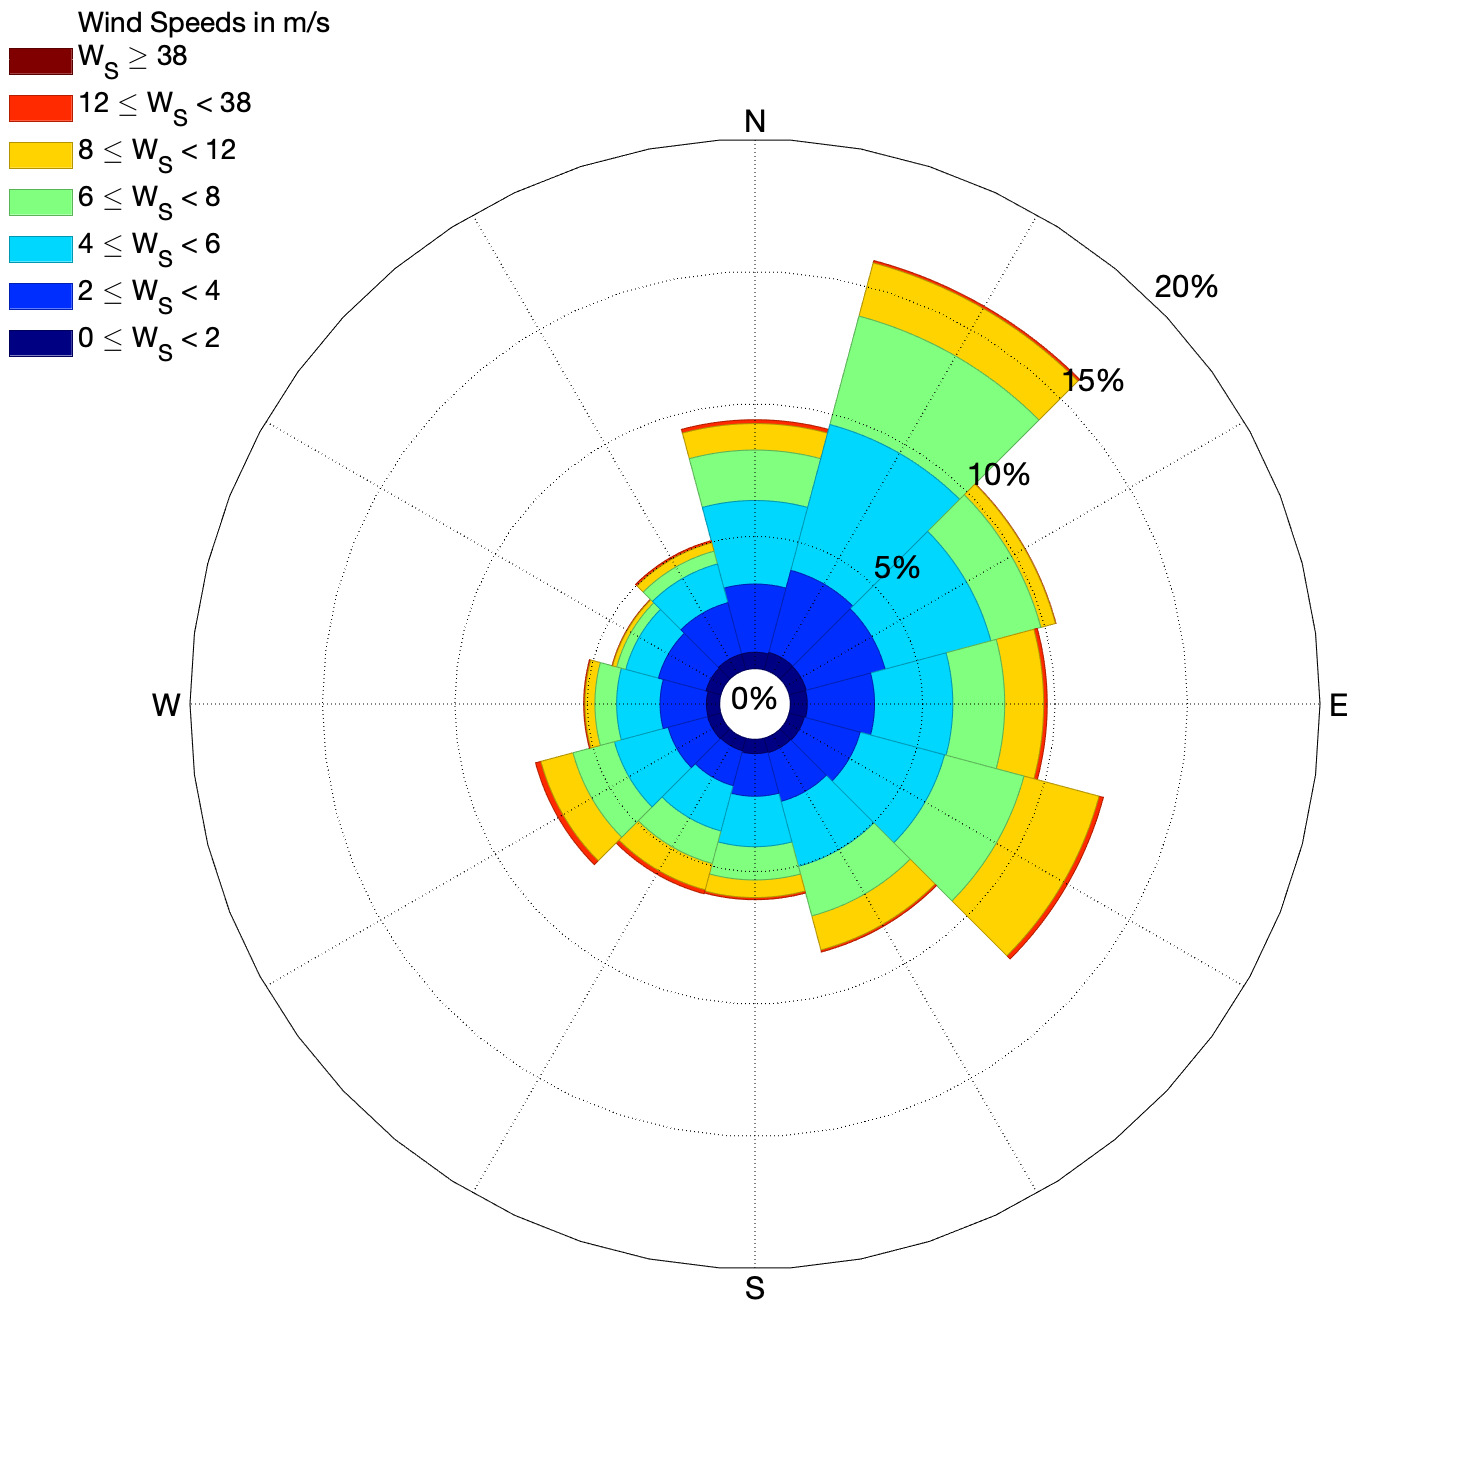 Wind Speeds in m/s
W_S ≥ 38
12 ≤ W_S < 38
8 ≤ W_S < 12
6 ≤ W_S < 8
4 ≤ W_S < 6
2 ≤ W_S < 4
0 ≤ W_S < 2
N
20%
15%
10%
5%
0%
W
E
S